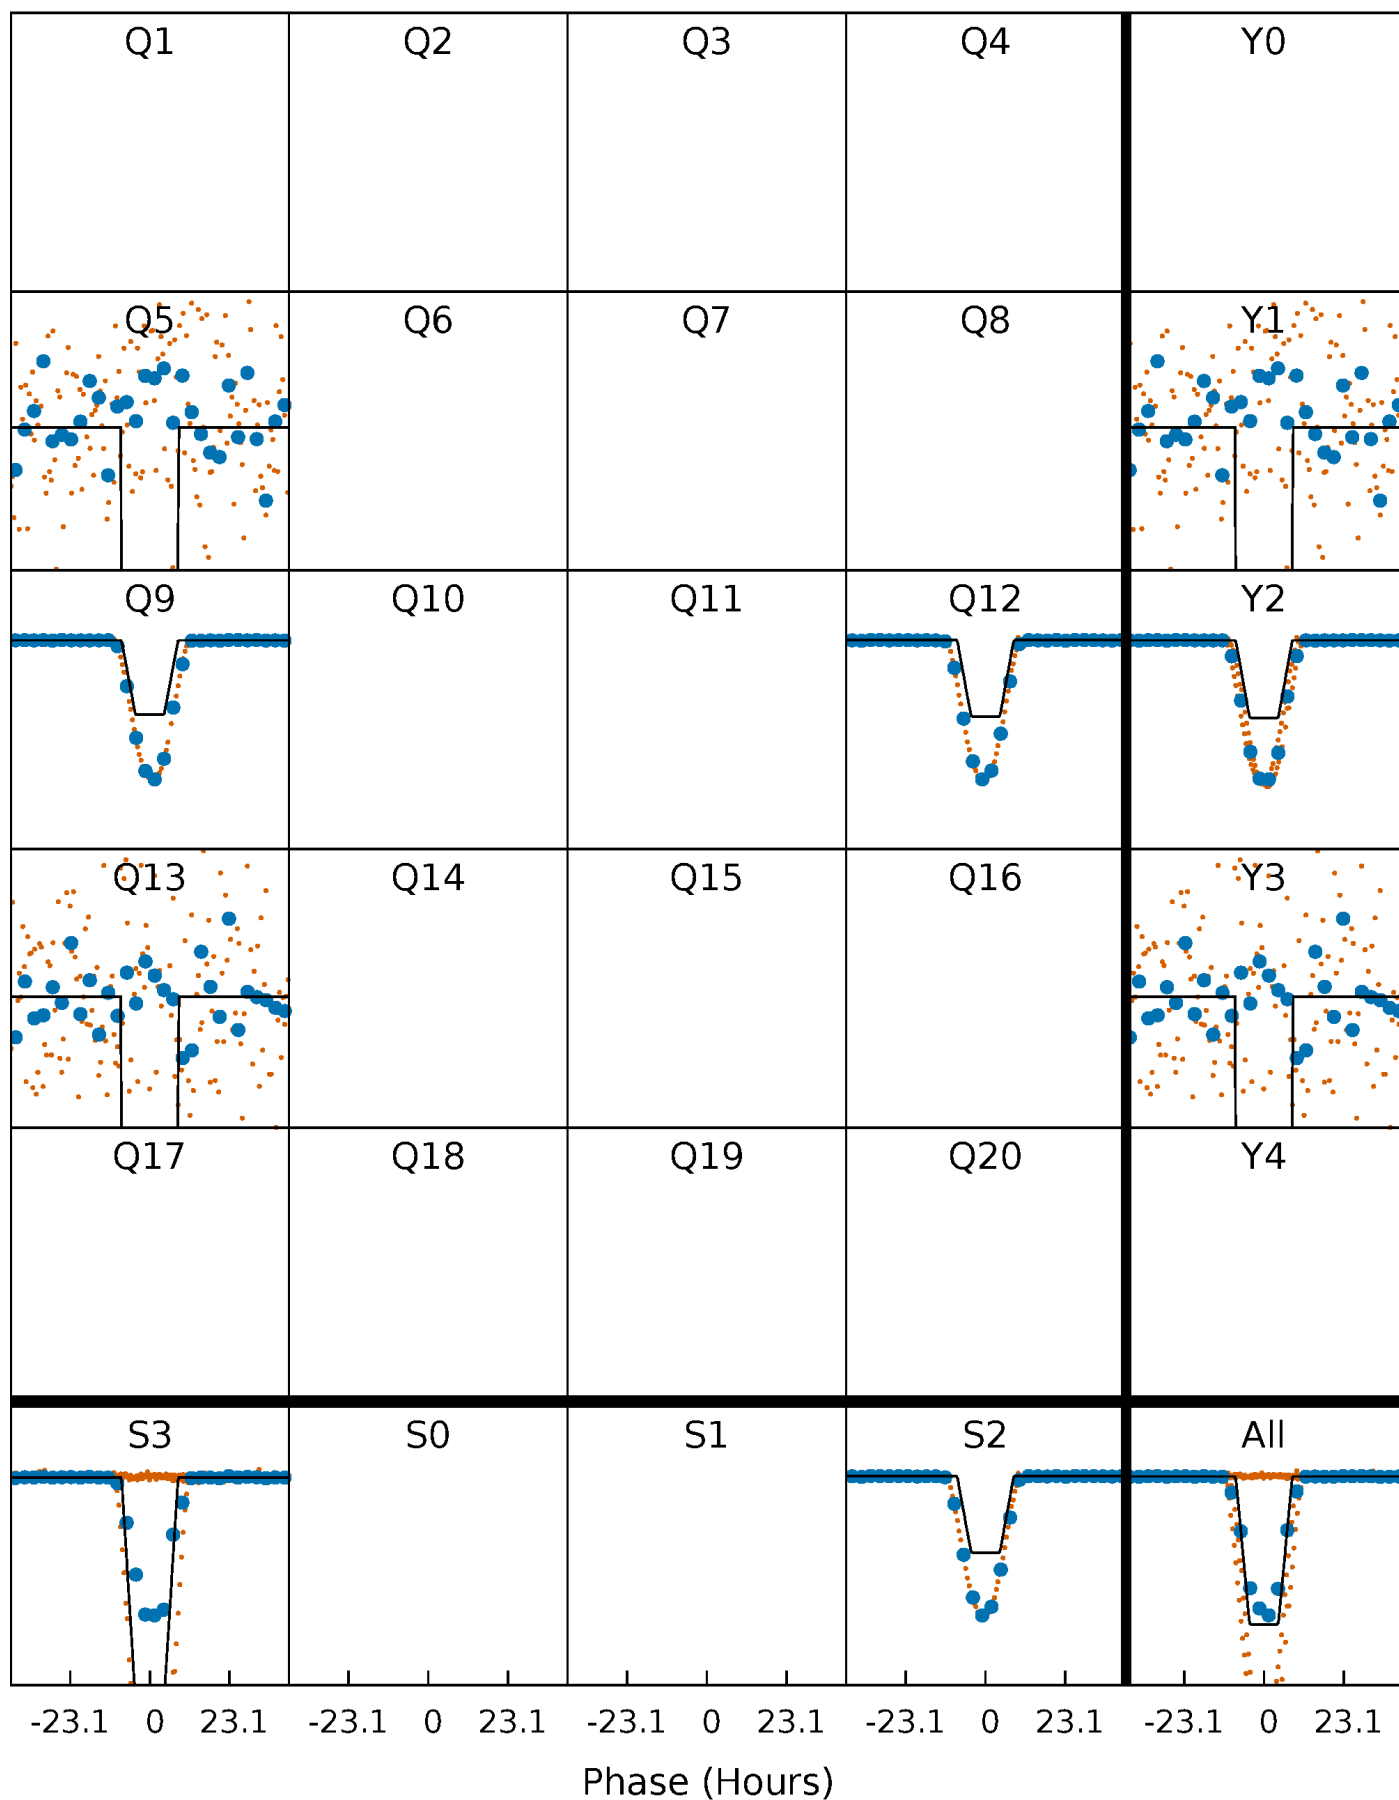 Q1 Q2 Q3 Q4 Y0
Q5 Q6 Q7 Q8 Y1
Q9 Q10 Q11 Q12 Y2
Q13 Q14 Q15 Q16 Y3
Q17 Q18 Q19 Q20 Y4
S3 S0 S1 S2 All
-23.1 0 23.1 -23.1 0 23.1 -23.1 0 23.1 -23.1 0 23.1 -23.1 0 23.1
Phase (Hours)